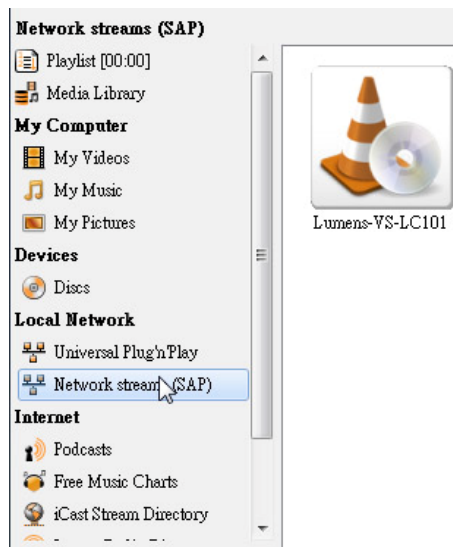 Network streams (SAP)
Playlist [00:00]
Media Library
My Computer
My Videos
My Music
My Pictures
Devices
Discs
Local Network
Universal Plug'n'Play
Network streams (SAP)
Internet
Podcasts
Free Music Charts
iCast Stream Directory
Lumens-VS-LC101